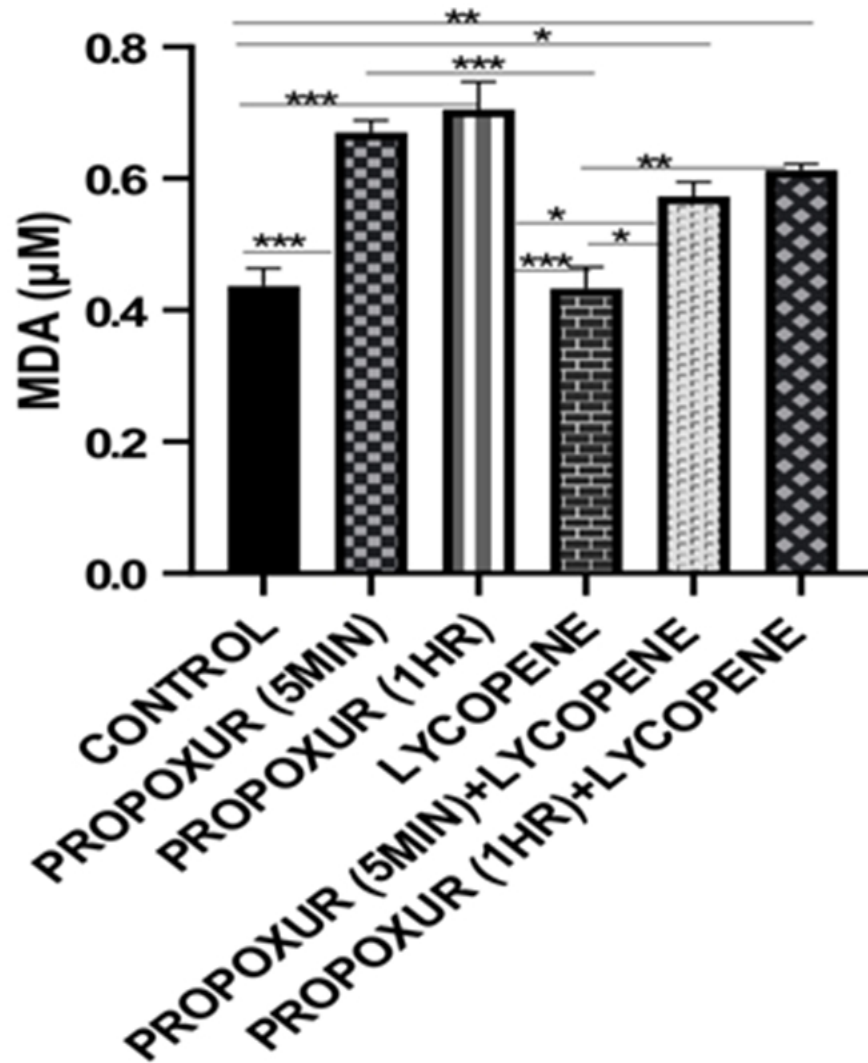 **
*
***
***
**
*
*
***
***
0.8
0.6
0.4
0.2
0.0
MDA (µM)
CONTROL
PROPOXUR (5MIN)
PROPOXUR (1HR)
LYCOPENE
PROPOXUR (5MIN)+LYCOPENE
PROPOXUR (1HR)+LYCOPENE